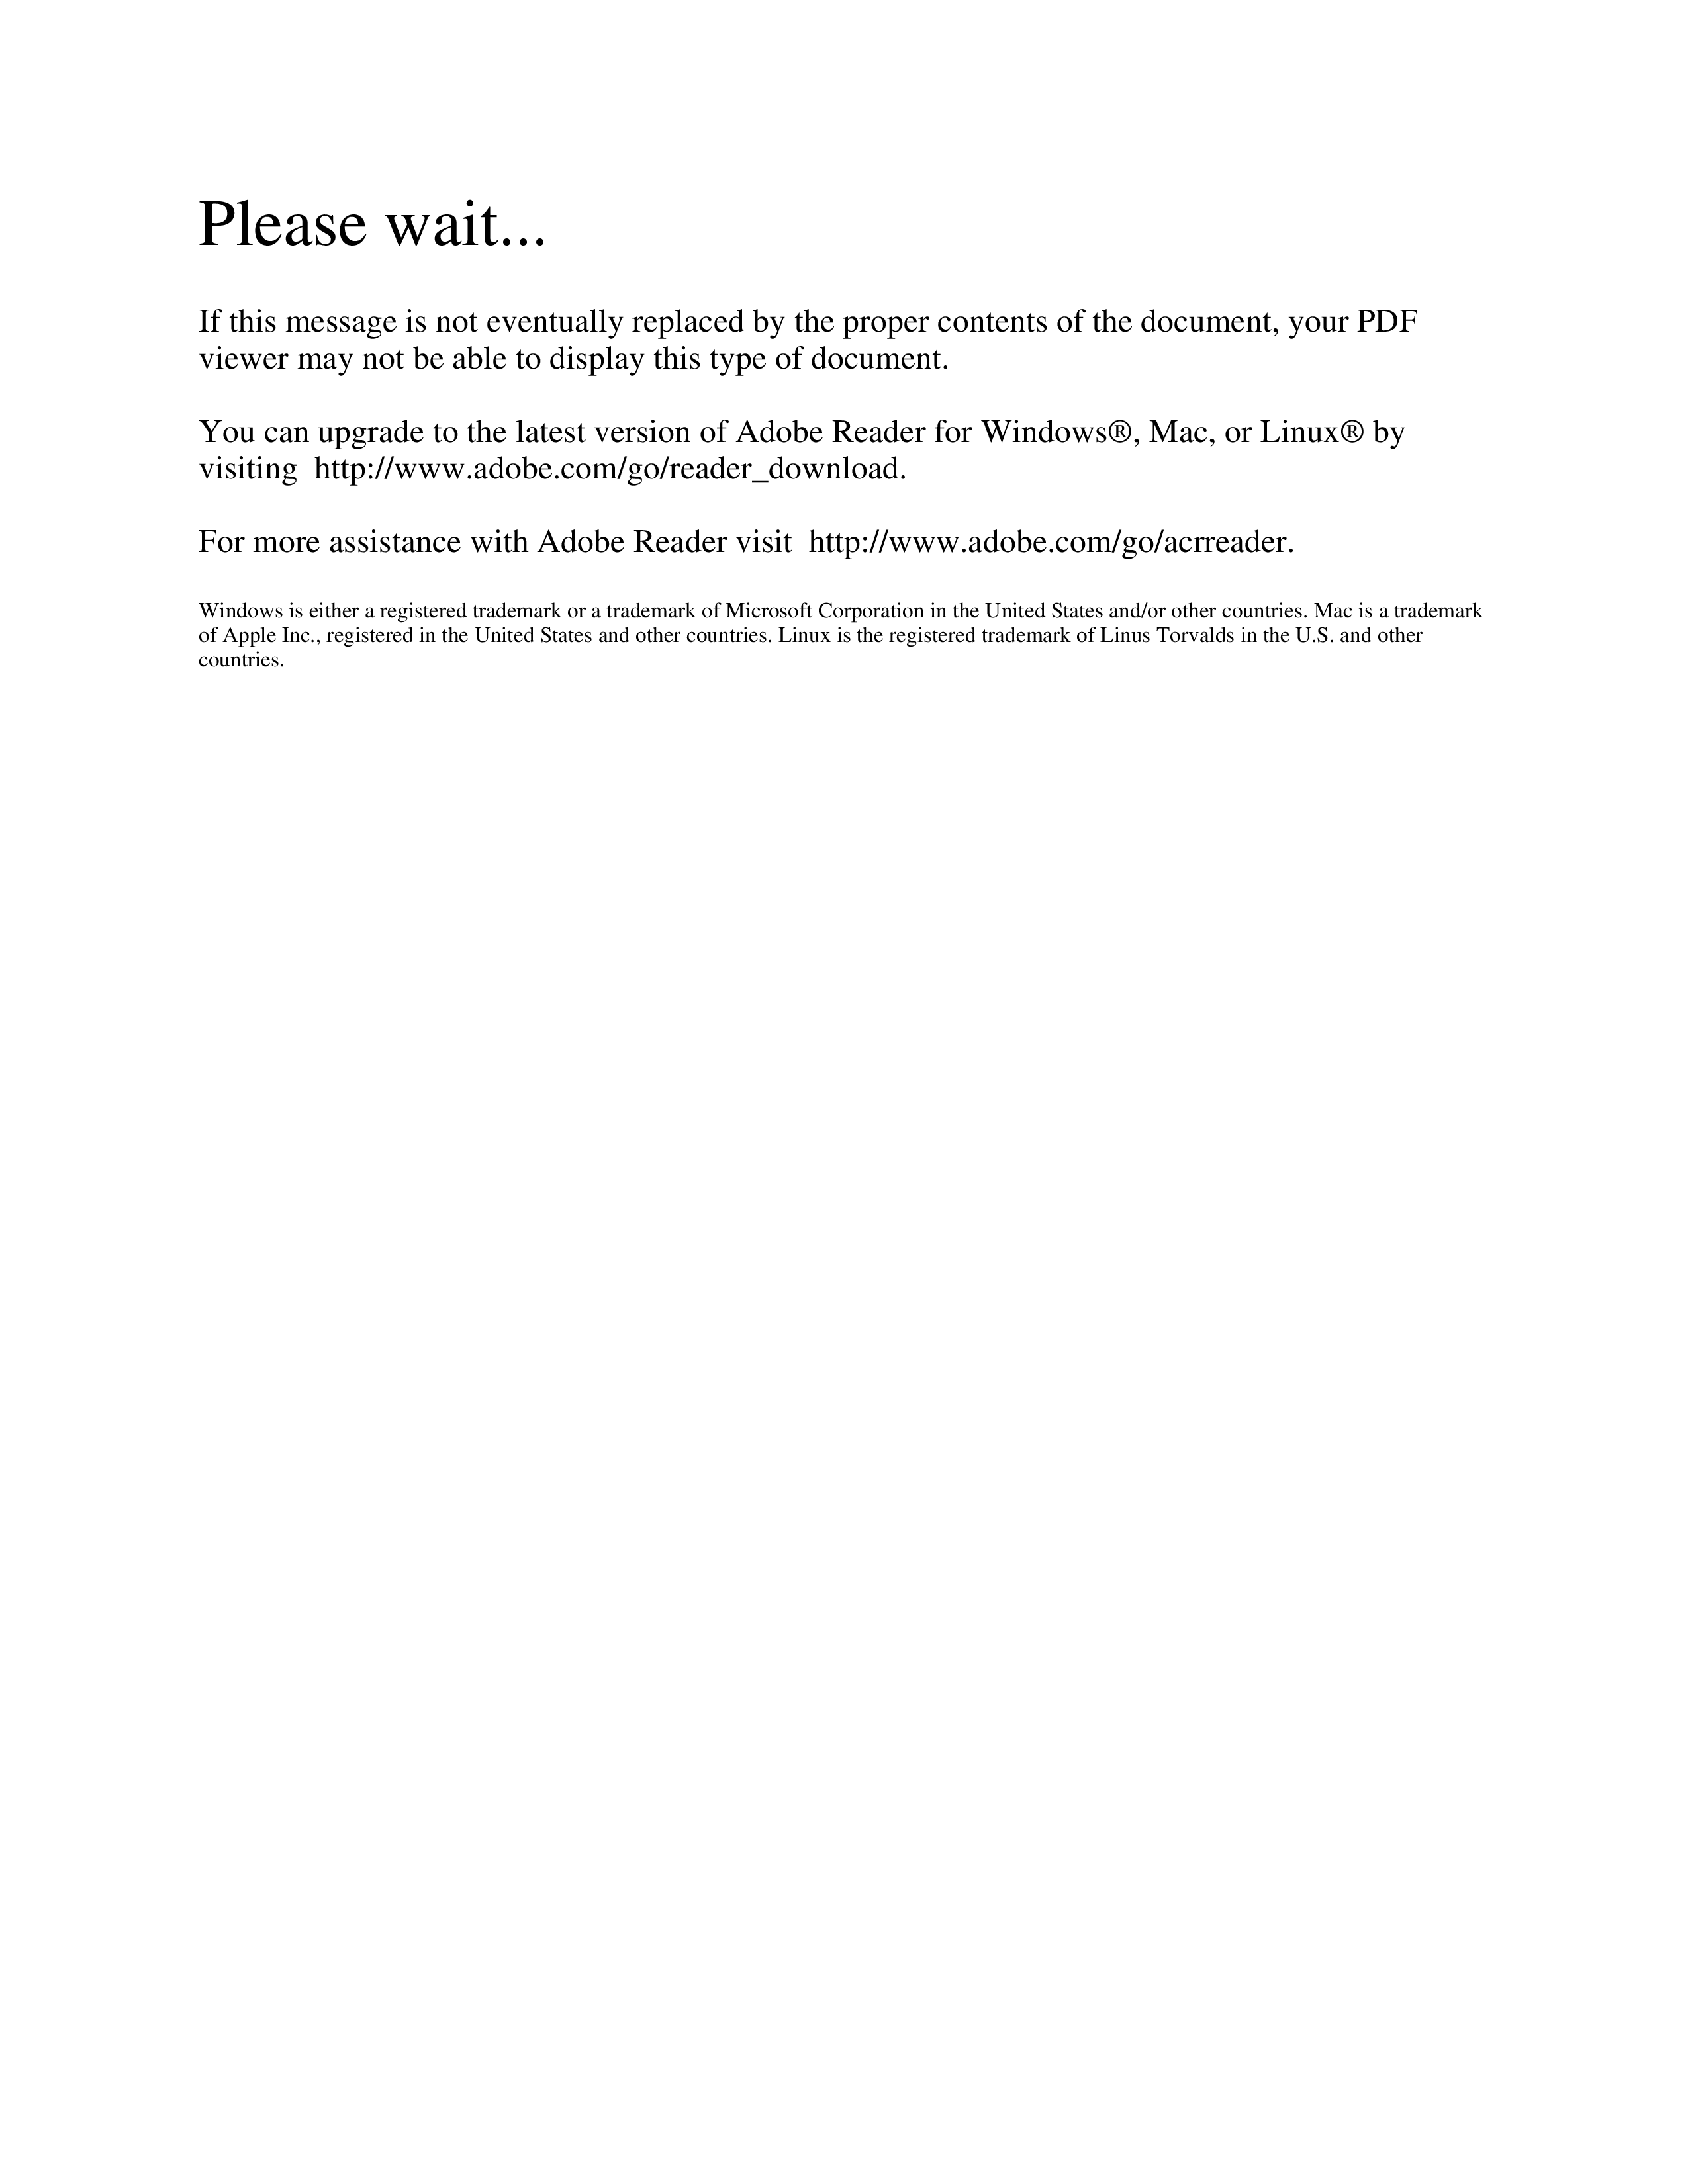 Please wait...
If this message is not eventually replaced by the proper contents of the document, your PDF
viewer may not be able to display this type of document.
You can upgrade to the latest version of Adobe Reader for Windows®, Mac, or Linux® by
visiting  http://www.adobe.com/go/reader_download.
For more assistance with Adobe Reader visit  http://www.adobe.com/go/acrreader.
Windows is either a registered trademark or a trademark of Microsoft Corporation in the United States and/or other countries. Mac is a trademark
of Apple Inc., registered in the United States and other countries. Linux is the registered trademark of Linus Torvalds in the U.S. and other
countries.